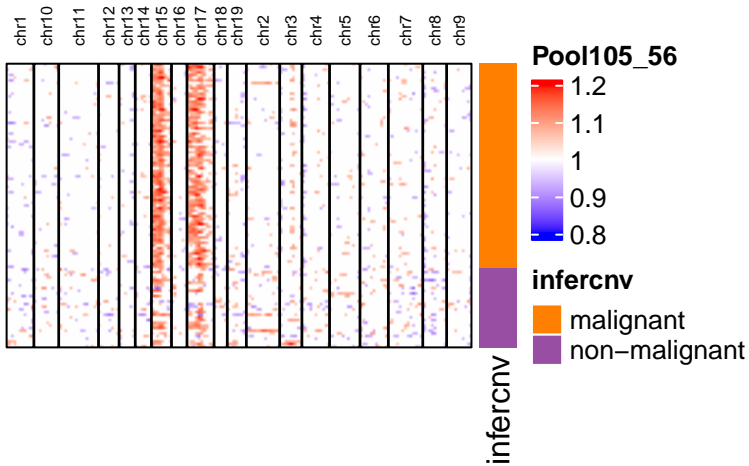 chr1 chr10 chr11 chr12 chr13 chr14 chr15 chr16 chr17 chr18 chr19 chr2 chr3 chr4 chr5 chr6 chr7 chr8 chr9
Pool105_56
1.2
1.1
1
0.9
0.8
infercnv
malignant
non−malignant
infercnv